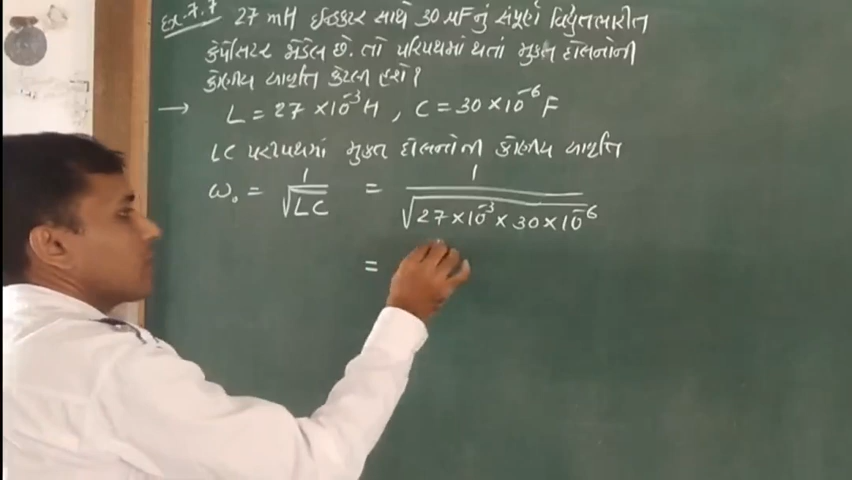 Ex-7.7 27 mH ઈન્ડક્ટર સાથે 30 μF નું સંપૂર્ણ વિદ્યુતભારીત
કેપેસિટર જોડેલ છે. તો પરિપથમાં થતાં મુક્ત દોલનોની
કોણીય આવૃત્તિ કેટલી હશે?
→ L = 27 × 10⁻³ H , C = 30 × 10⁻⁶ F
LC પરીપથમાં મુક્ત દોલનોની કોણીય આવૃત્તિ
ω₀ = 1/√LC = 1/√27 × 10⁻³ × 30 × 10⁻⁶
=